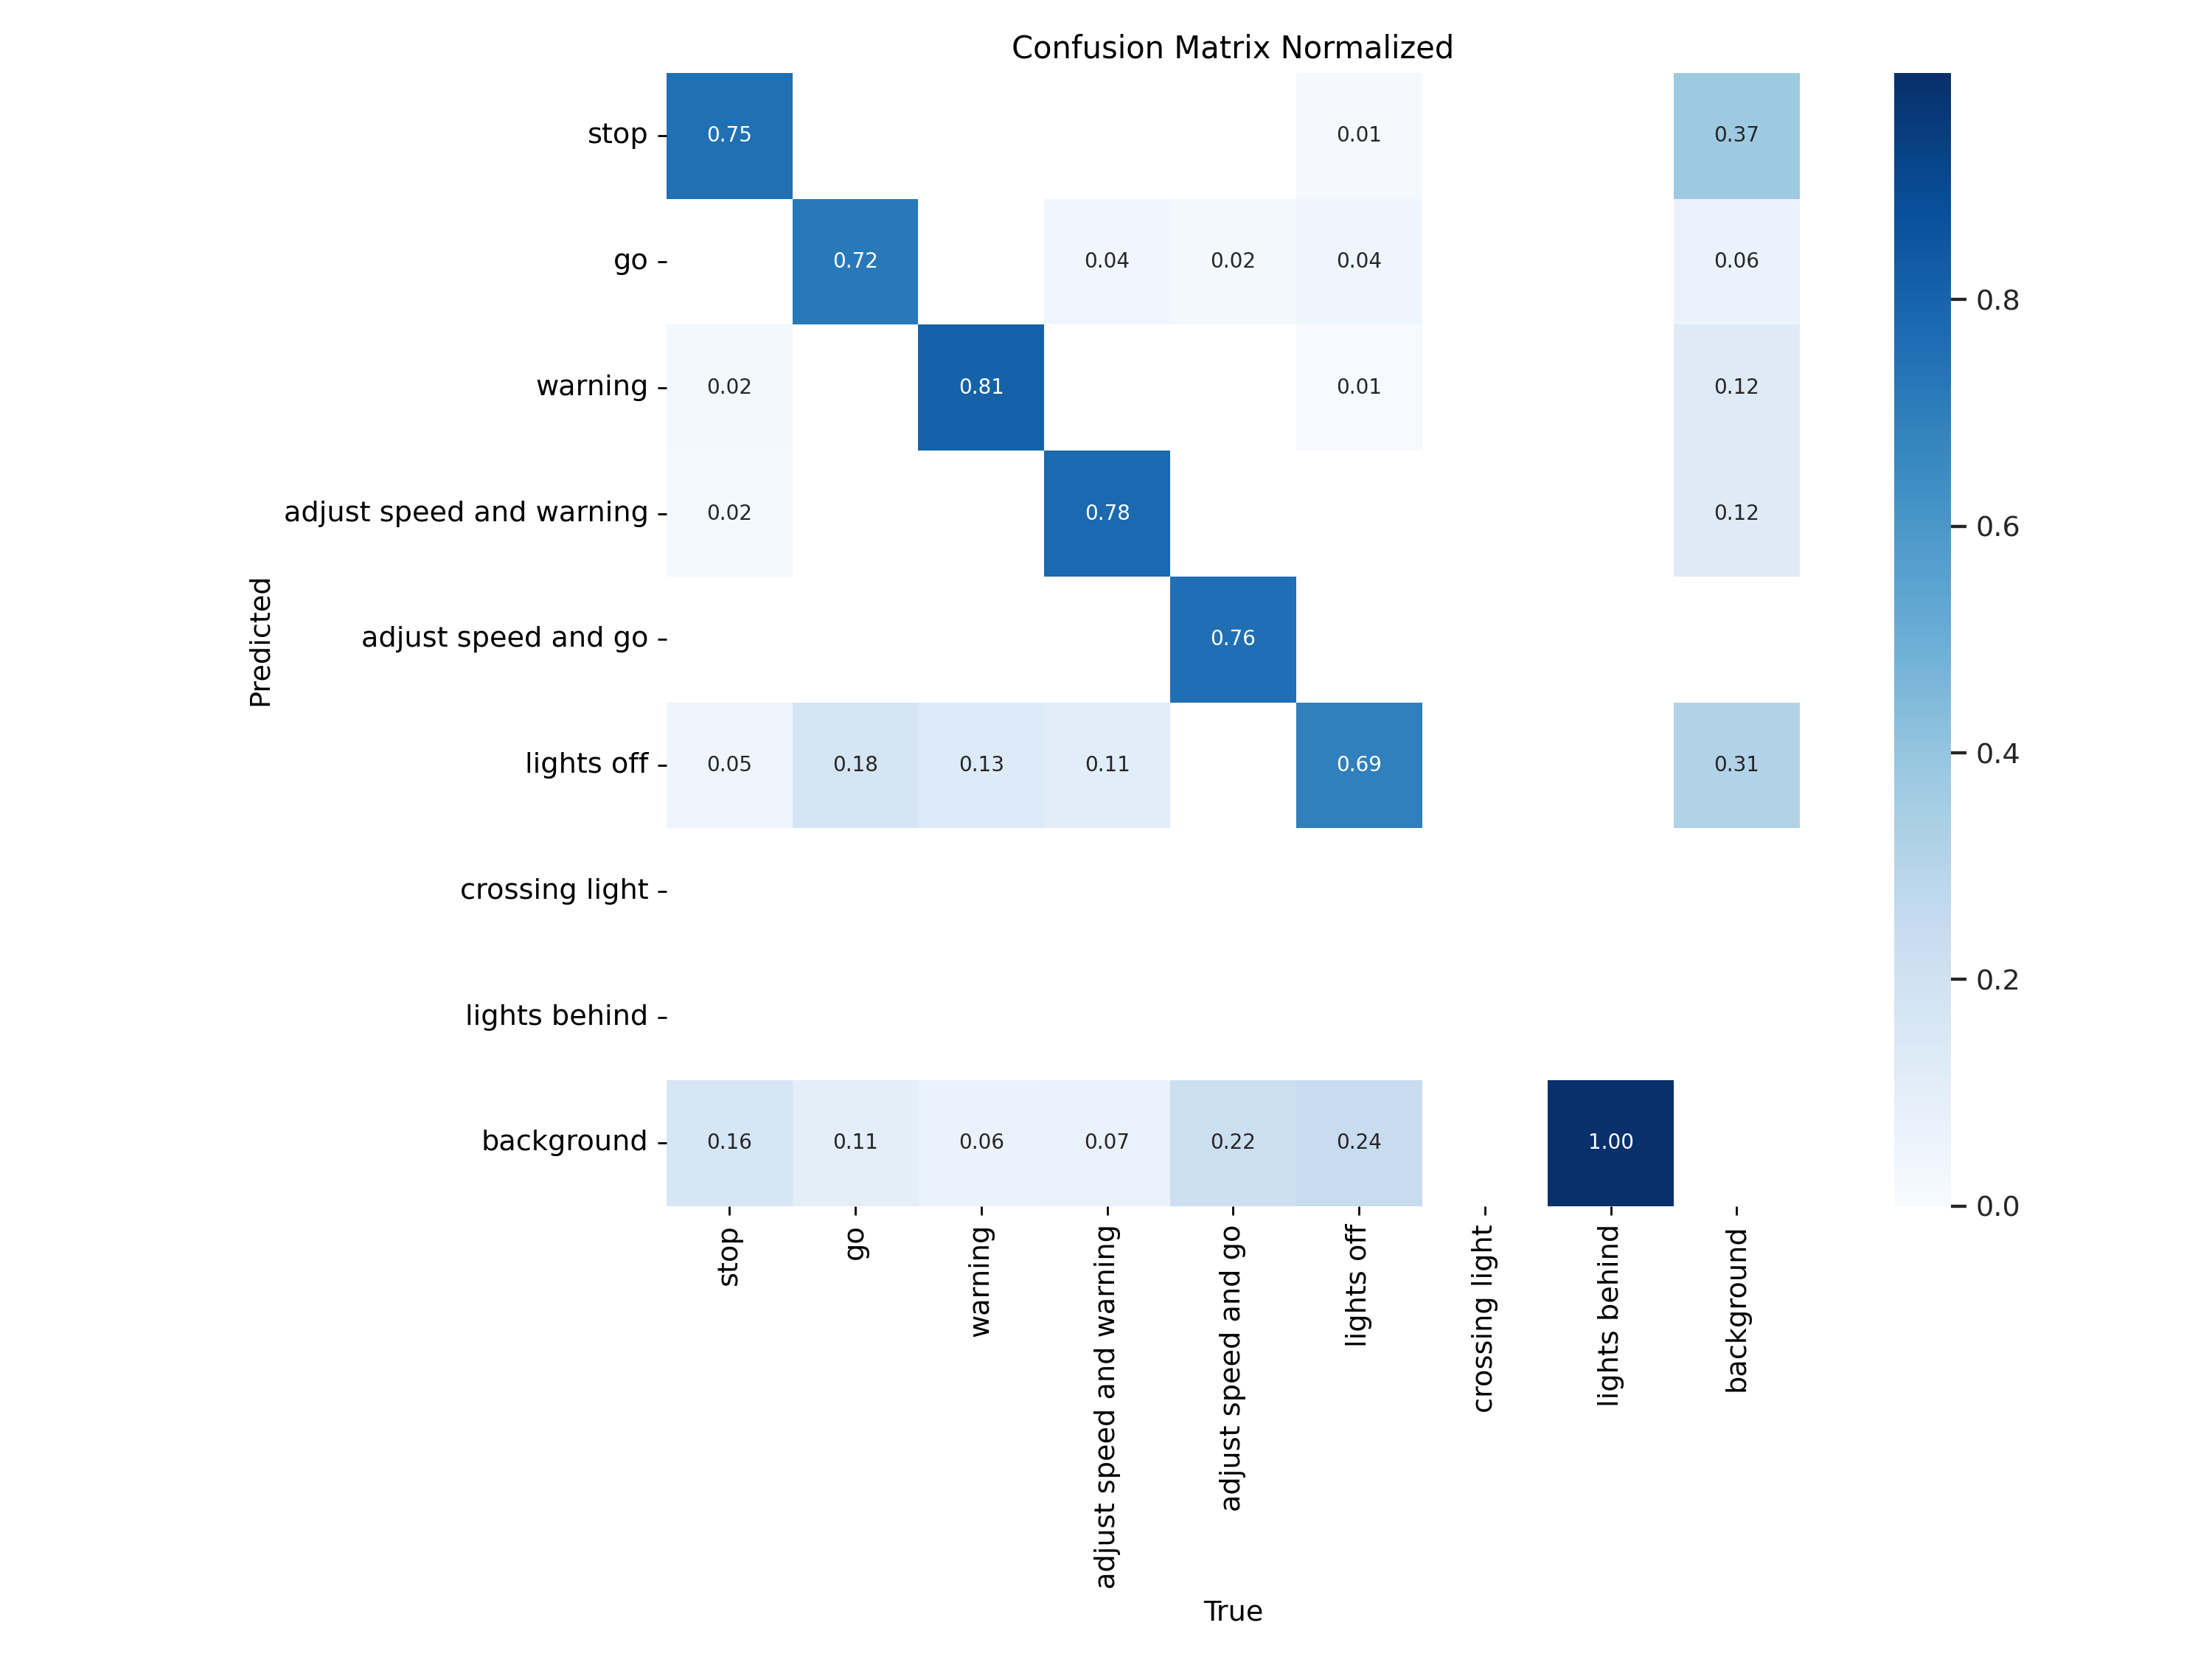 Confusion Matrix Normalized
stop 0.75 0.01 0.37
go 0.72 0.04 0.02 0.04 0.06
warning 0.02 0.81 0.01 0.12
adjust speed and warning 0.02 0.78 0.12
adjust speed and go 0.76
lights off 0.05 0.18 0.13 0.11 0.69 0.31
crossing light
lights behind
background 0.16 0.11 0.06 0.07 0.22 0.24 1.00
Predicted
stop
go
warning
adjust speed and warning
adjust speed and go
lights off
crossing light
lights behind
background
True
0.8
0.6
0.4
0.2
0.0